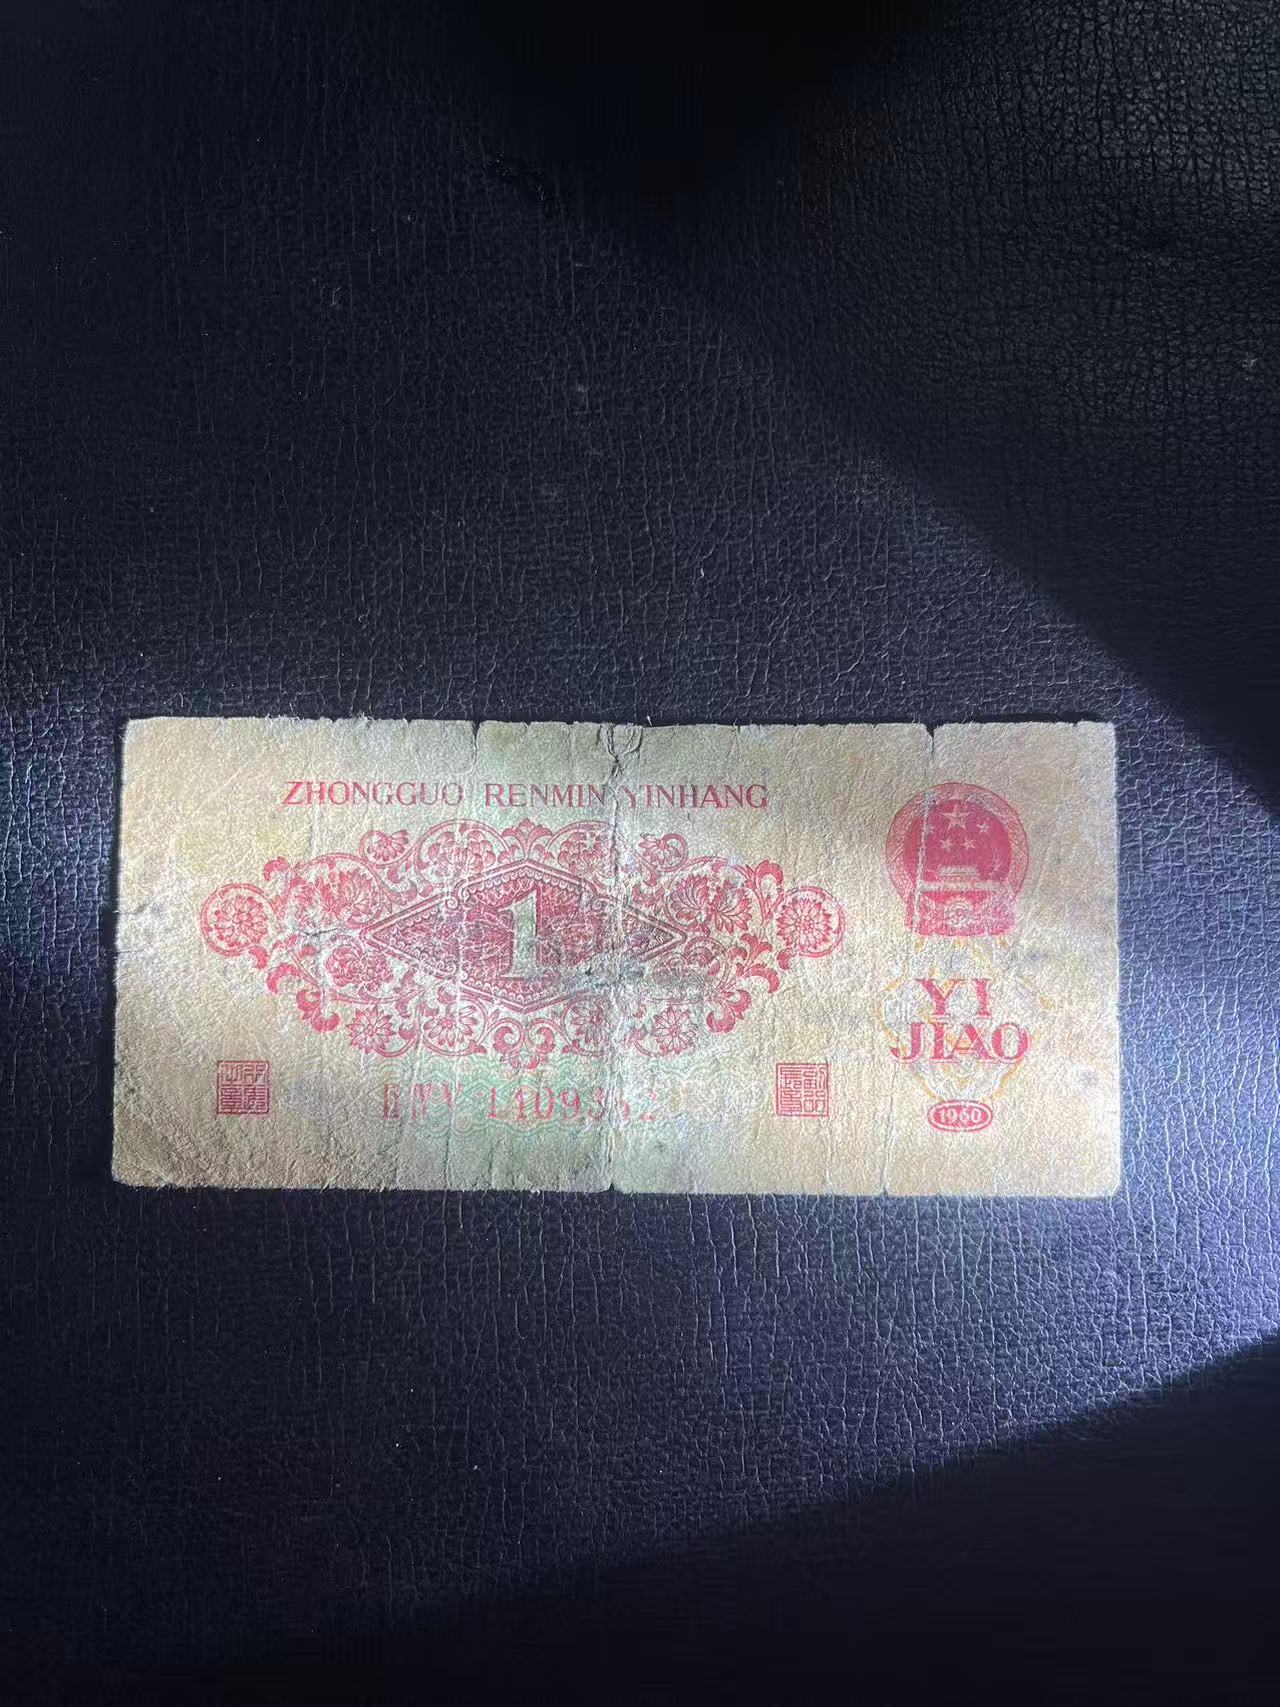 ZHONGGUO RENMIN YINHANG
1
YI
JIAO
1960